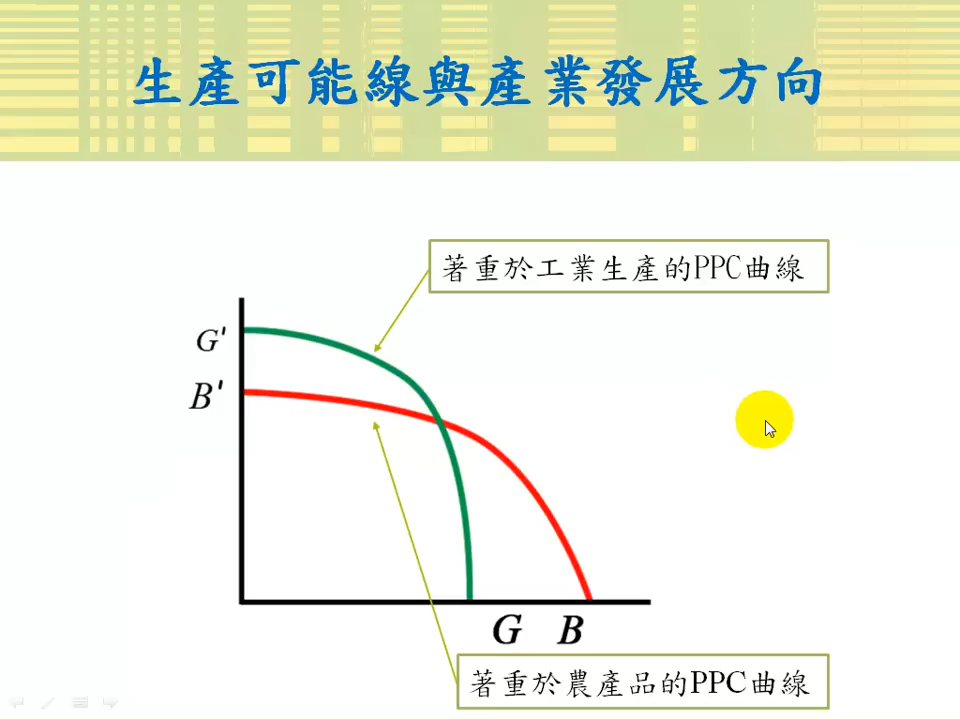 生產可能線與產業發展方向
著重於工業生產的PPC曲線
G'
B'
G B
著重於農產品的PPC曲線